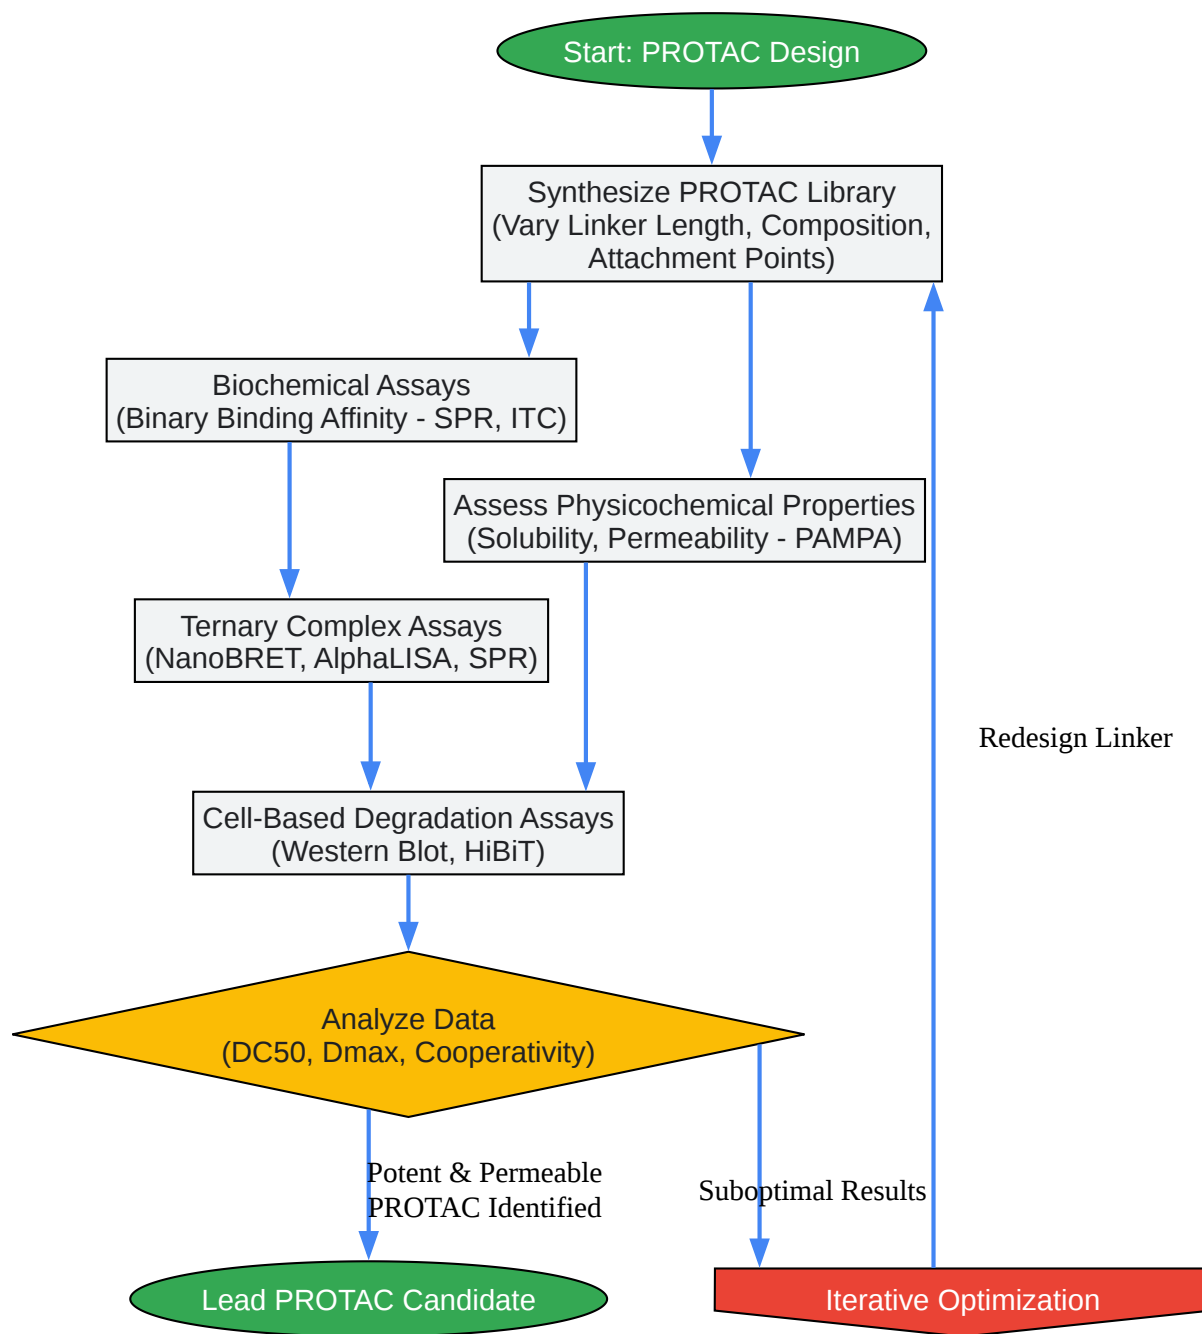 Start: PROTAC Design
Synthesize PROTAC Library
(Vary Linker Length, Composition,
Attachment Points)
Biochemical Assays
(Binary Binding Affinity - SPR, ITC)
Assess Physicochemical Properties
(Solubility, Permeability - PAMPA)
Ternary Complex Assays
(NanoBRET, AlphaLISA, SPR)
Redesign Linker
Cell-Based Degradation Assays
(Western Blot, HiBiT)
Analyze Data
(DC50, Dmax, Cooperativity)
Potent & Permeable
PROTAC Identified
Suboptimal Results
Lead PROTAC Candidate
Iterative Optimization